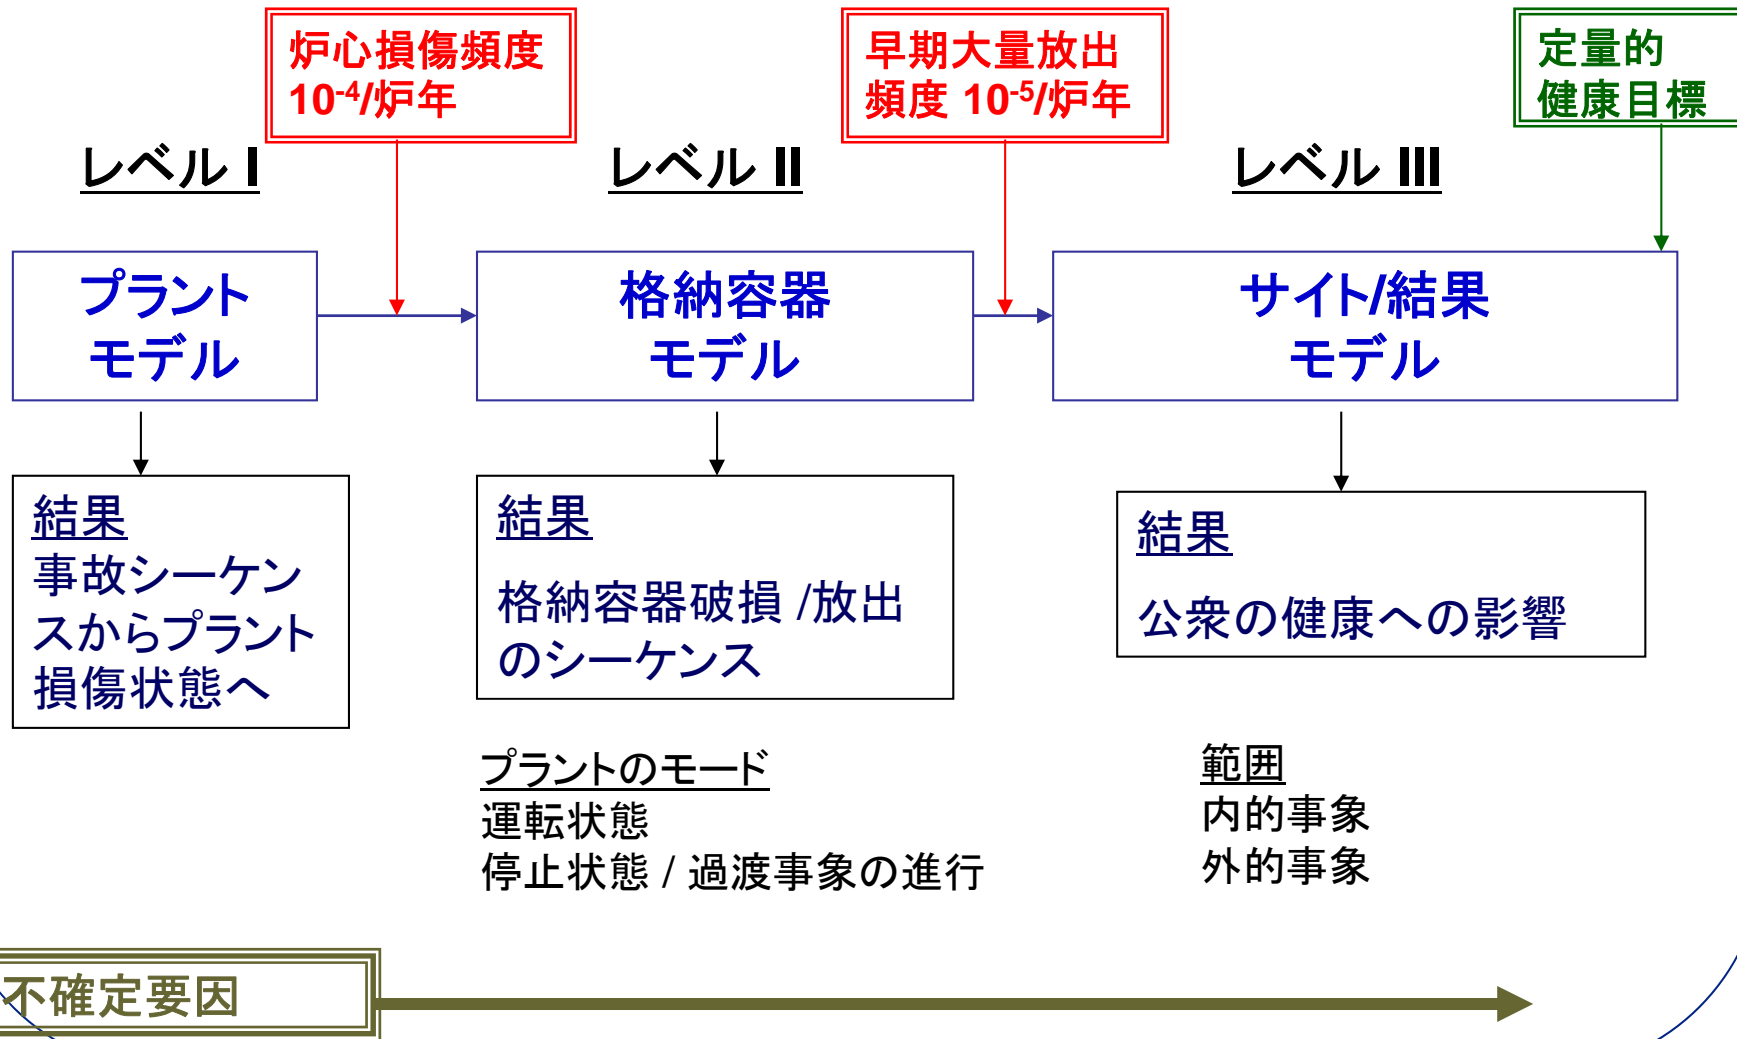 炉心損傷頻度
10-4/炉年
早期大量放出
頻度 10-5/炉年
定量的
健康目標
レベル I
レベル II
レベル III
プラント
モデル
格納容器
モデル
サイト/結果
モデル
結果
事故シーケン
スからプラント
損傷状態へ
結果
格納容器破損 /放出
のシーケンス
結果
公衆の健康への影響
プラントのモード
運転状態
停止状態 / 過渡事象の進行
範囲
内的事象
外的事象
不確定要因